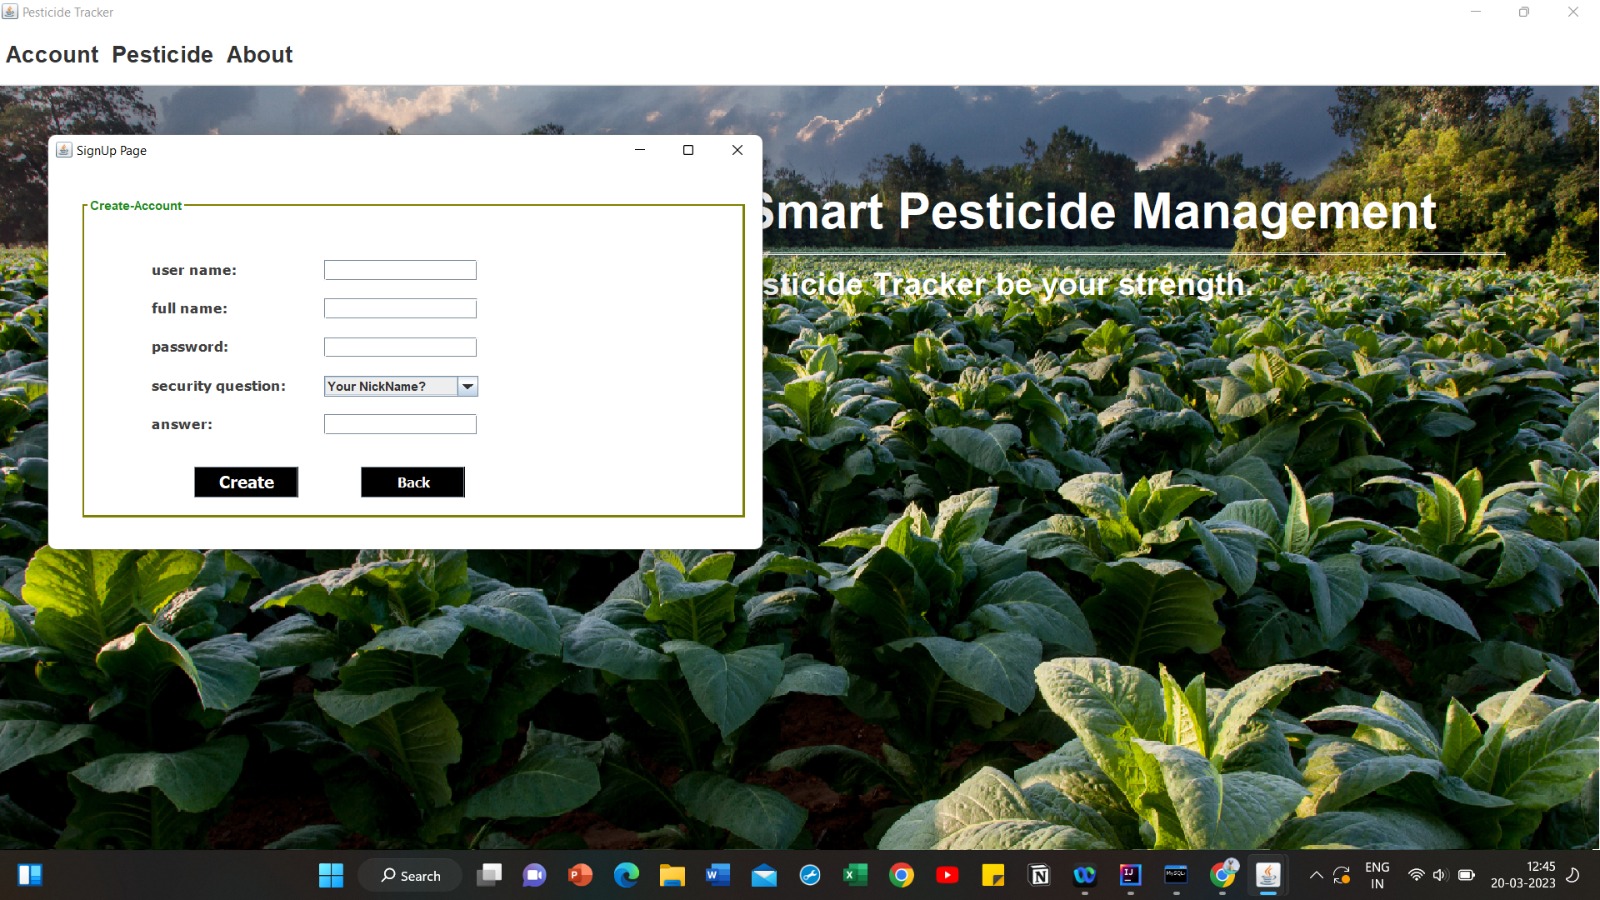 Pesticide Tracker
Account Pesticide About
SignUp Page
Create-Account
user name:
full name:
password:
security question: Your NickName?
answer:
Create Back
Smart Pesticide Management
sticide Tracker be your strength.
Search
ENG
IN
12:45
20-03-2023